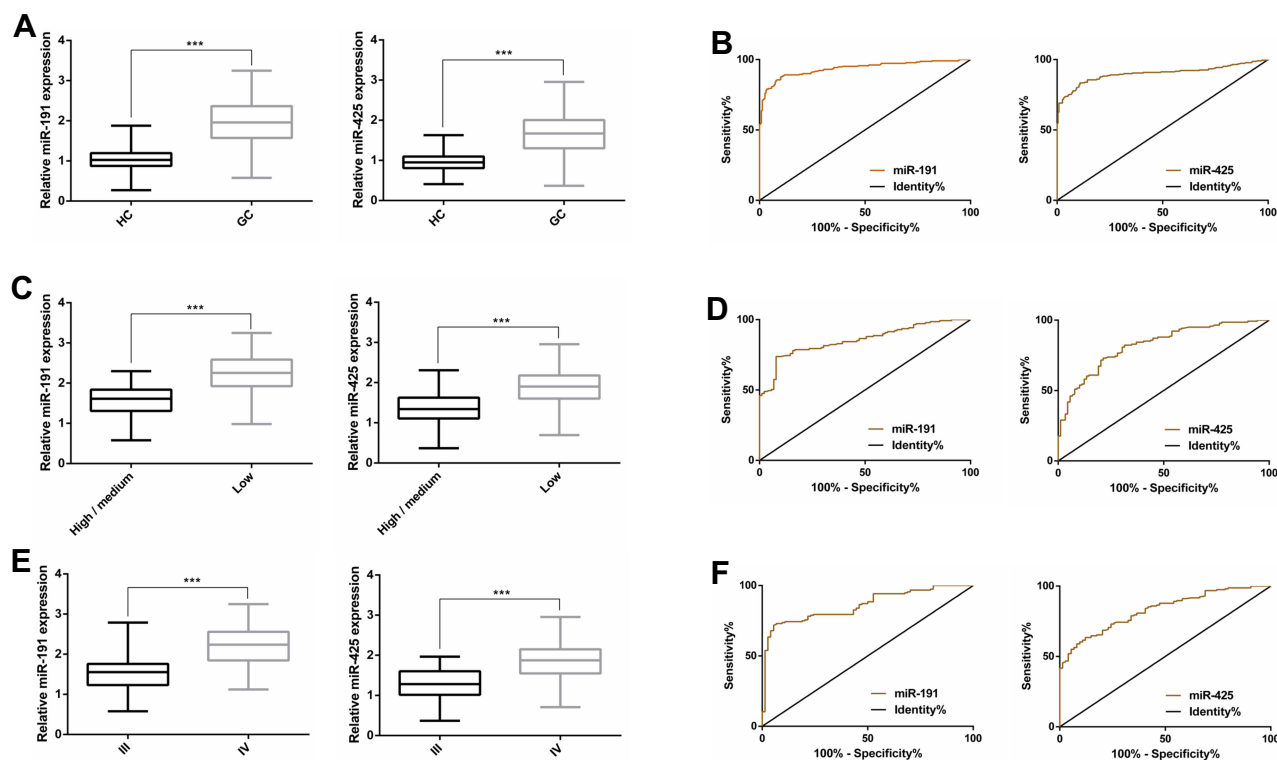 A
Relative miR-191 expression
4
3
2
1
0
***
HC
GC
Relative miR-425 expression
4
3
2
1
0
***
HC
GC
B
Sensitivity%
100
50
0
miR-191
Identity%
0
50
100
100% - Specificity%
Sensitivity%
100
50
0
miR-425
Identity%
0
50
100
100% - Specificity%
C
Relative miR-191 expression
4
3
2
1
0
***
High / medium
Low
Relative miR-425 expression
4
3
2
1
0
***
High / medium
Low
D
Sensitivity%
100
50
0
miR-191
Identity%
0
50
100
100% - Specificity%
Sensitivity%
100
50
0
miR-425
Identity%
0
50
100
100% - Specificity%
E
Relative miR-191 expression
4
3
2
1
0
***
III
IV
Relative miR-425 expression
4
3
2
1
0
***
III
IV
F
Sensitivity%
100
50
0
miR-191
Identity%
0
50
100
100% - Specificity%
Sensitivity%
100
50
0
miR-425
Identity%
0
50
100
100% - Specificity%